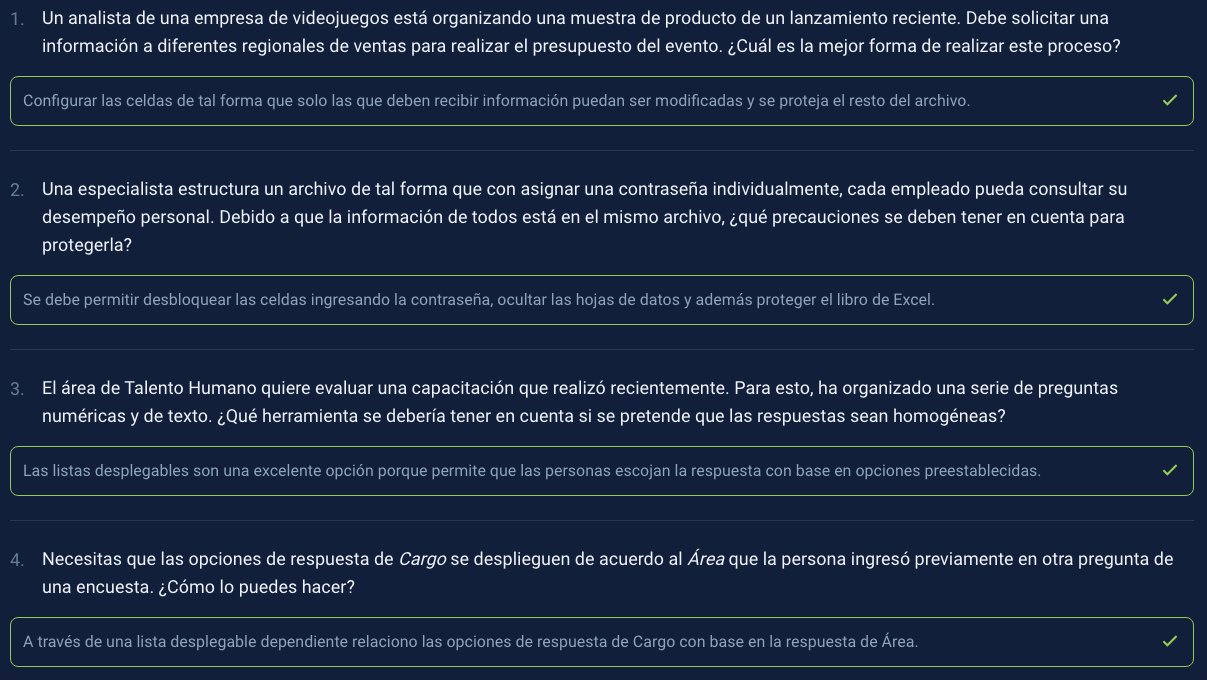 1. Un analista de una empresa de videojuegos está organizando una muestra de producto de un lanzamiento reciente. Debe solicitar una
información a diferentes regionales de ventas para realizar el presupuesto del evento. ¿Cuál es la mejor forma de realizar este proceso?
Configurar las celdas de tal forma que solo las que deben recibir información puedan ser modificadas y se proteja el resto del archivo.
2. Una especialista estructura un archivo de tal forma que con asignar una contraseña individualmente, cada empleado pueda consultar su
desempeño personal. Debido a que la información de todos está en el mismo archivo, ¿qué precauciones se deben tener en cuenta para
protegerla?
Se debe permitir desbloquear las celdas ingresando la contraseña, ocultar las hojas de datos y además proteger el libro de Excel.
3. El área de Talento Humano quiere evaluar una capacitación que realizó recientemente. Para esto, ha organizado una serie de preguntas
numéricas y de texto. ¿Qué herramienta se debería tener en cuenta si se pretende que las respuestas sean homogéneas?
Las listas desplegables son una excelente opción porque permite que las personas escojan la respuesta con base en opciones preestablecidas.
4. Necesitas que las opciones de respuesta de Cargo se desplieguen de acuerdo al Área que la persona ingresó previamente en otra pregunta de
una encuesta. ¿Cómo lo puedes hacer?
A través de una lista desplegable dependiente relaciono las opciones de respuesta de Cargo con base en la respuesta de Área.